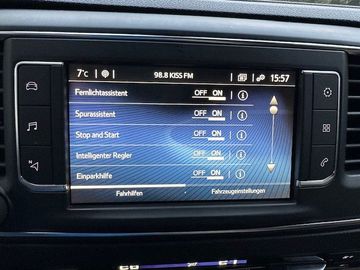 7°C 98.8 KISS FM 15:57
Fernlichtassistent OFF ON
Spurassistent OFF ON
Stop and Start OFF ON
Intelligenter Regler OFF ON
Einparkhilfe OFF ON
Fahrhilfen Fahrzeugeinstellungen